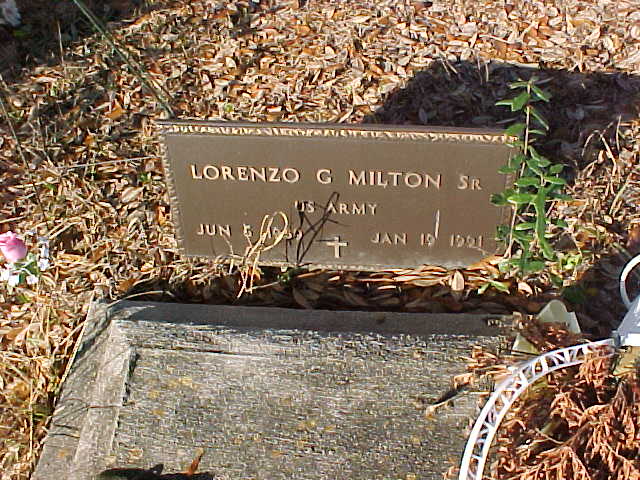 LORENZO G MILTON SR
US ARMY
JUN 5 JAN 19 1991